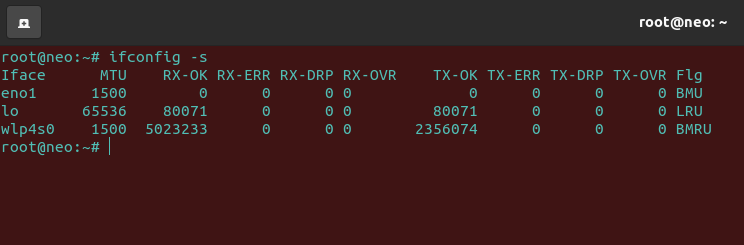 root@neo: ~
root@neo:~# ifconfig -s
Iface      MTU    RX-OK RX-ERR RX-DRP RX-OVR    TX-OK TX-ERR TX-DRP TX-OVR Flg
eno1      1500        0      0      0 0             0      0      0      0 BMU
lo       65536    80071      0      0 0         80071      0      0      0 LRU
wlp4s0    1500  5023233      0      0 0       2356074      0      0      0 BMRU
root@neo:~#